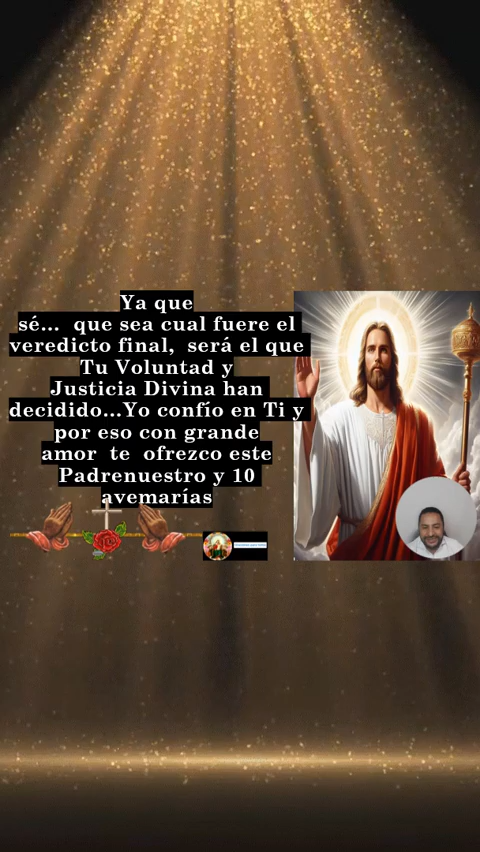 Ya que
sé... que sea cual fuere el
veredicto final, será el que
Tu Voluntad y
Justicia Divina han
decidido...Yo confío en Ti y
por eso con grande
amor te ofrezco este
Padrenuestro y 10
avemarías